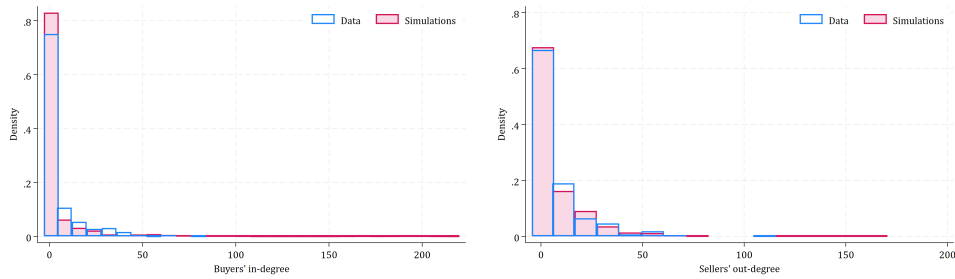 Data Simulations
.8
.6
.4
.2
0
Density
0 50 100 150 200
Buyers' in-degree
Data Simulations
.8
.6
.4
.2
0
Density
0 50 100 150 200
Sellers' out-degree